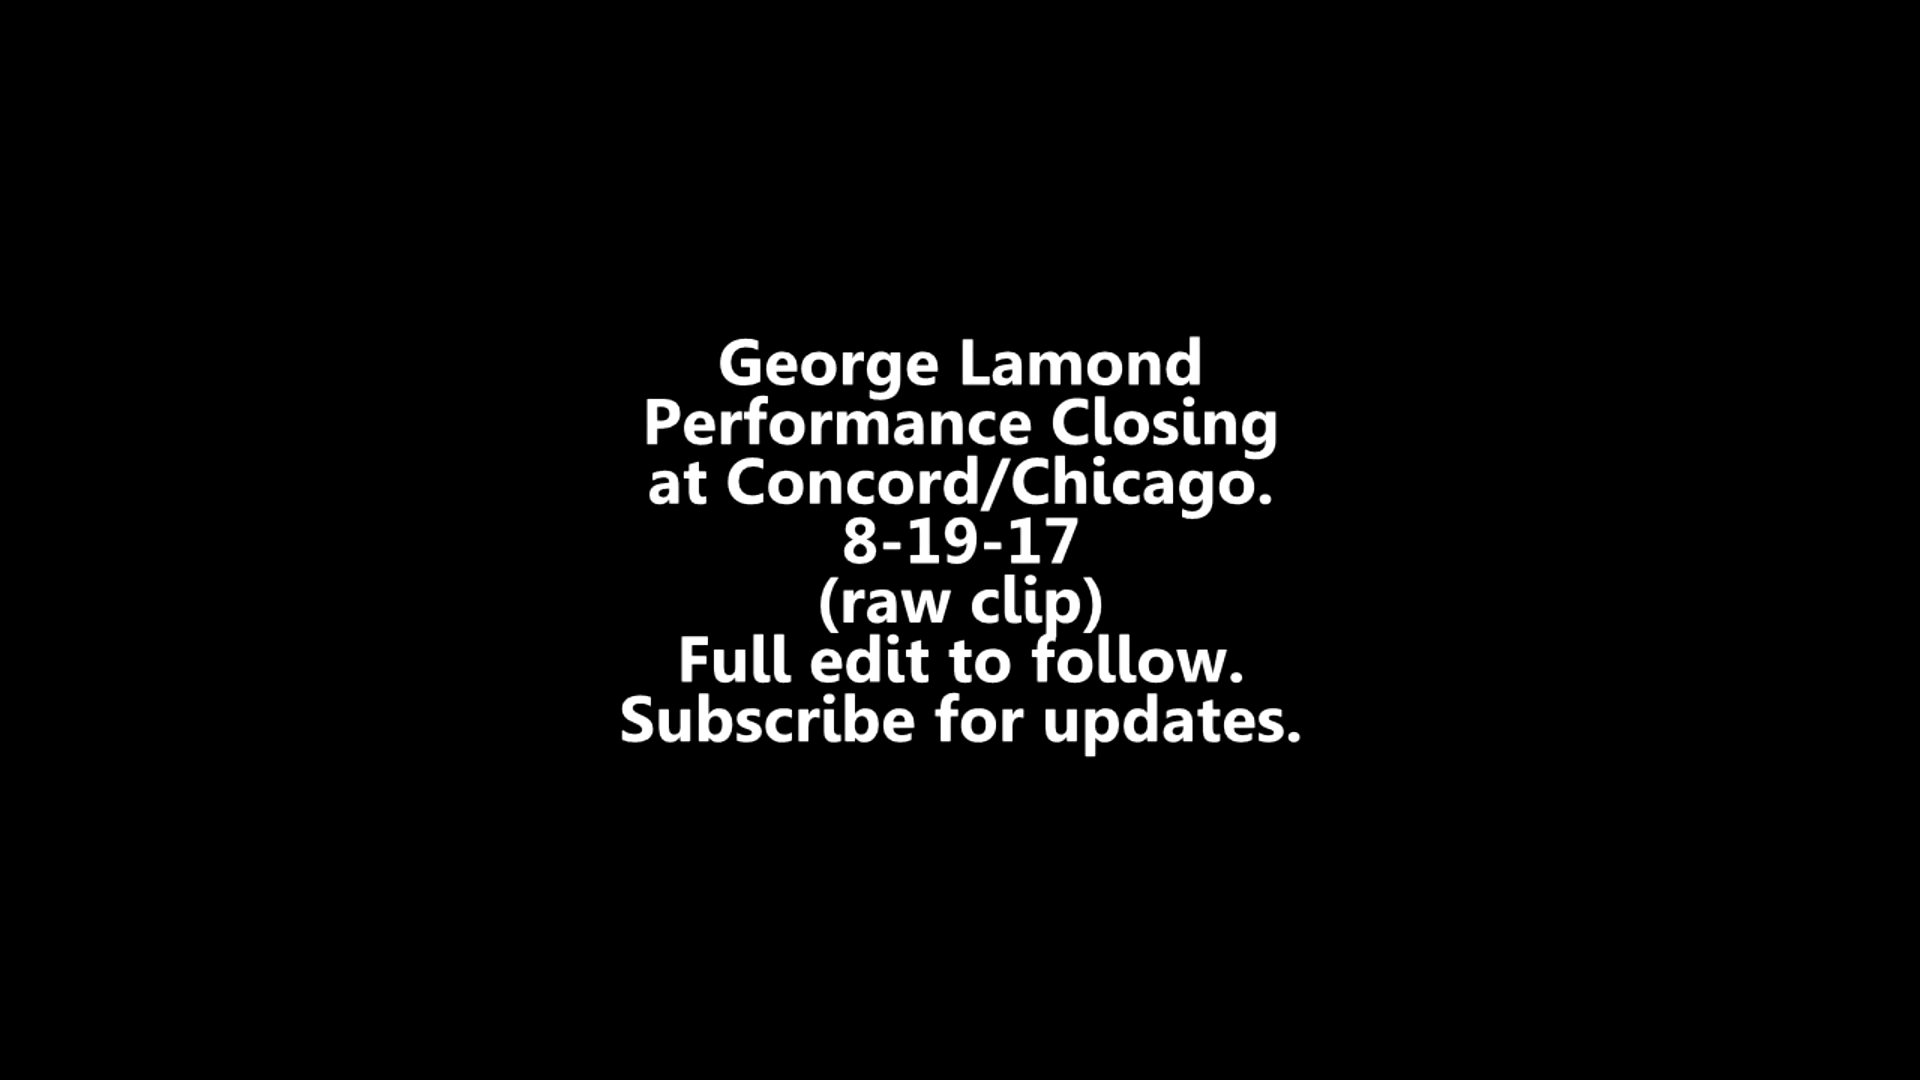 George Lamond
Performance Closing
at Concord/Chicago.
8-19-17
(raw clip)
Full edit to follow.
Subscribe for updates.